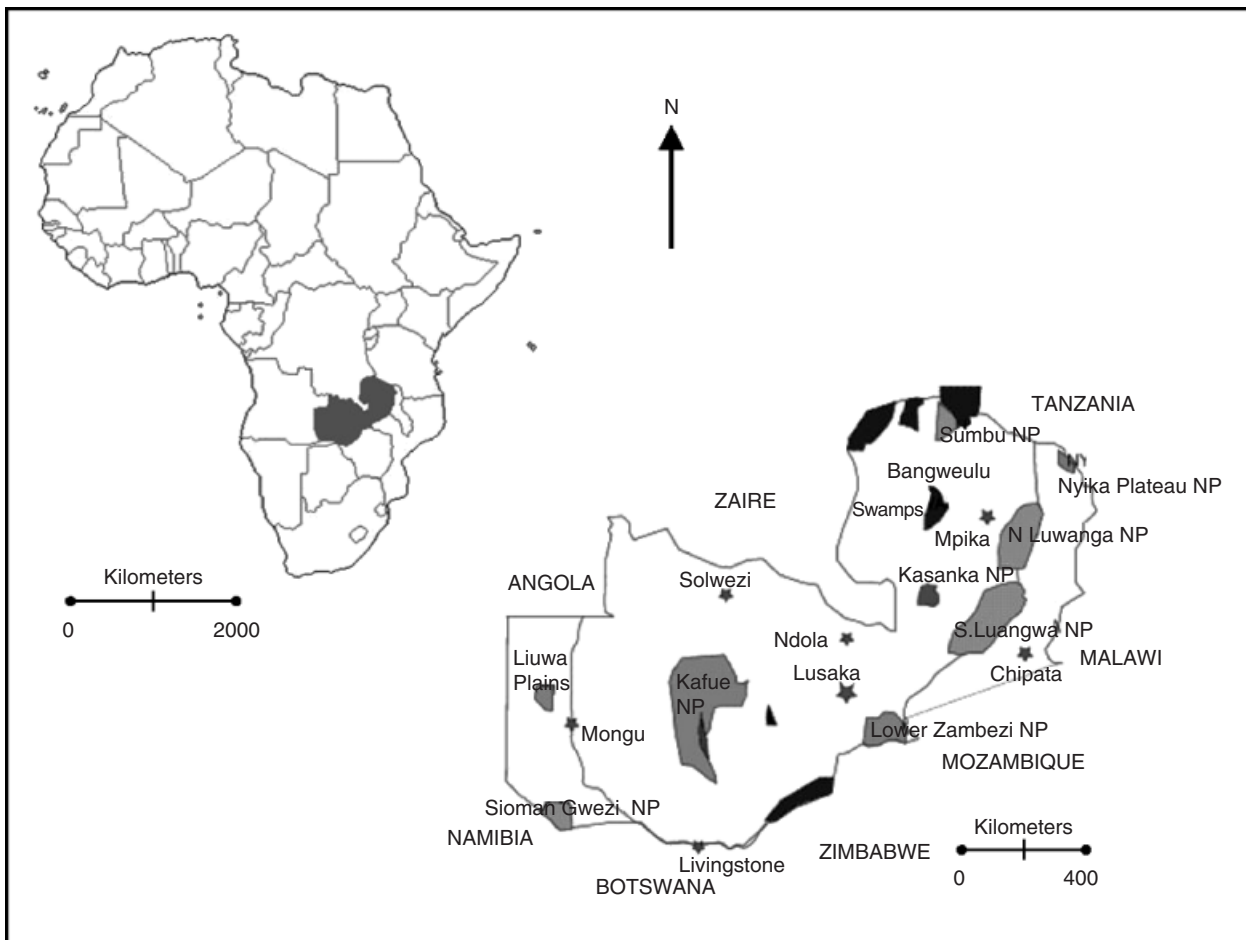 N
TANZANIA
Sumbu NP
Bangweulu
NY
Nyika Plateau NP
ZAIRE
Swamps
Mpika
N Luwanga NP
Kilometers
0
2000
ANGOLA
Solwezi
Kasanka NP
Ndola
S.Luangwa NP
Liuwa
Plains
Kafue
NP
Lusaka
Chipata
MALAWI
Mongu
Lower Zambezi NP
MOZAMBIQUE
Sioman Gwezi NP
NAMIBIA
Livingstone
BOTSWANA
ZIMBABWE
Kilometers
0
400